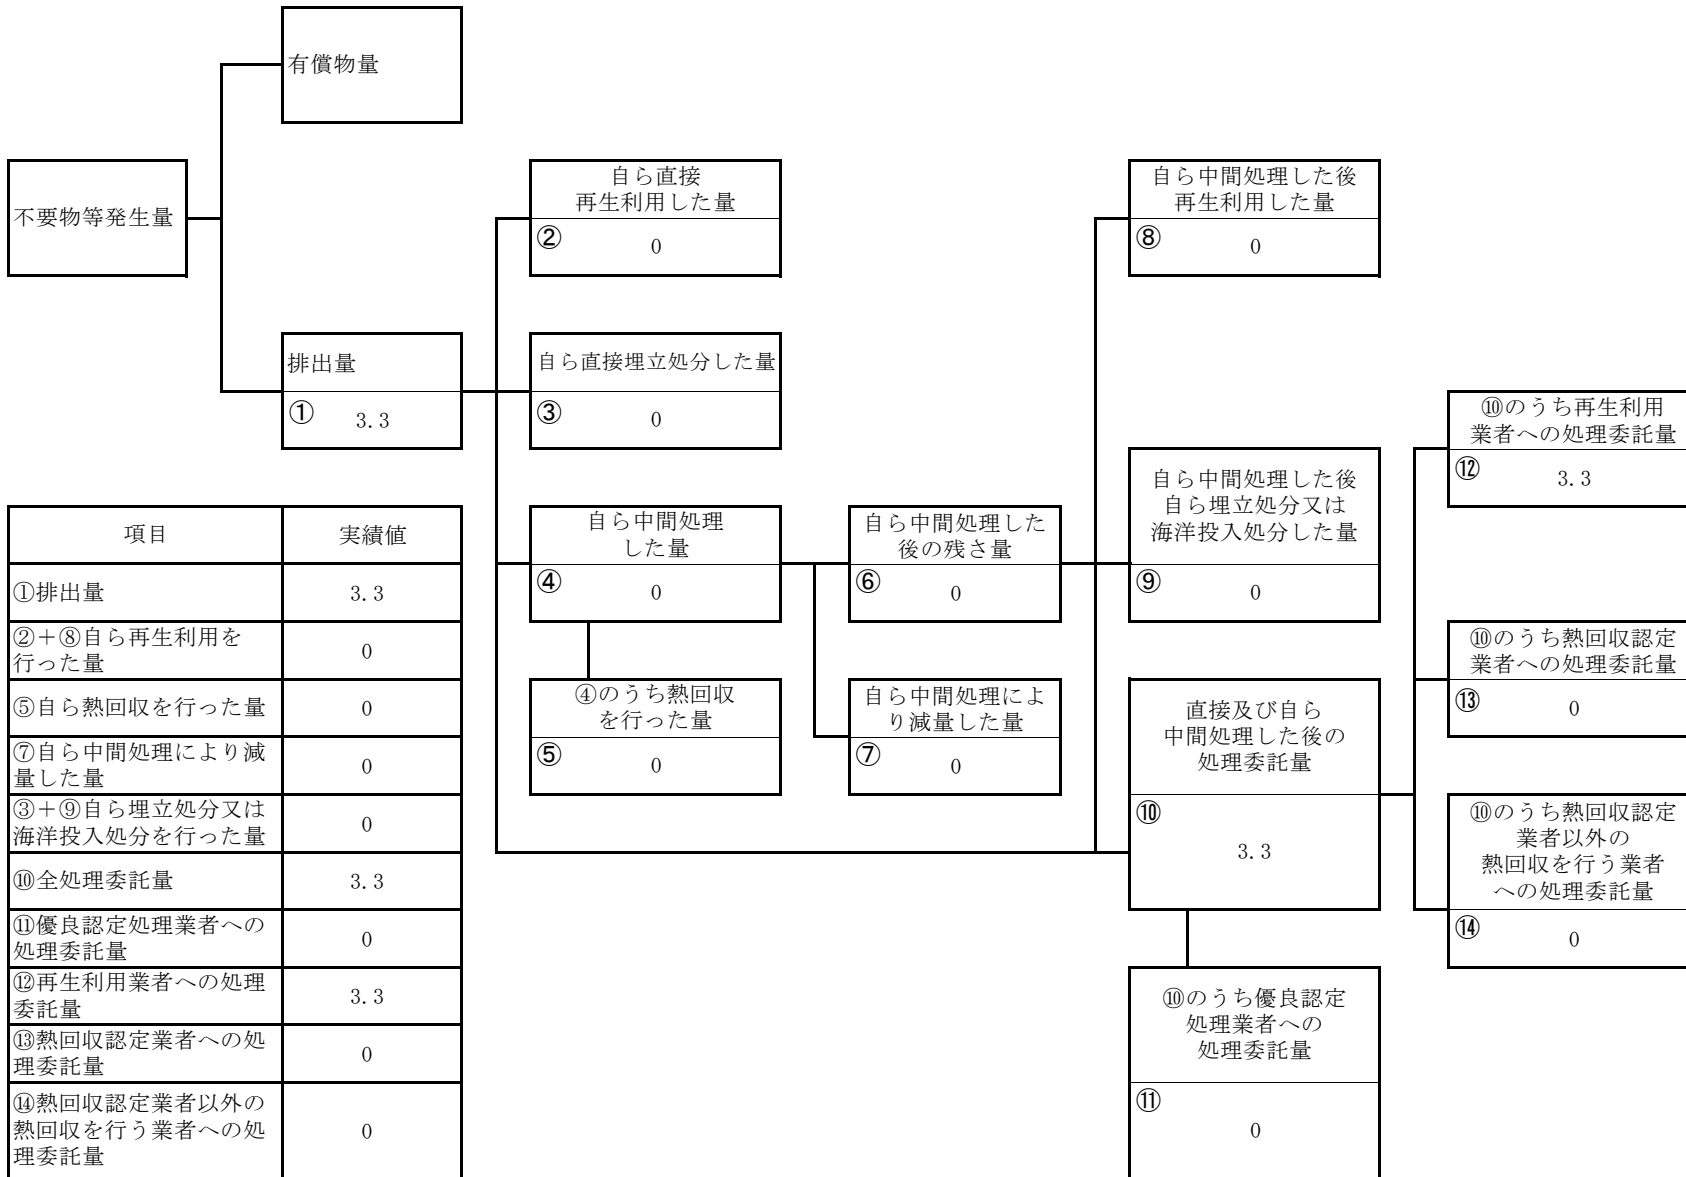 有償物量
不要物等発生量
排出量
① 3.3
自ら直接
再生利用した量
② 0
自ら直接埋立処分した量
③ 0
自ら中間処理
した量
④ 0
④のうち熱回収
を行った量
⑤ 0
自ら中間処理した
後の残さ量
⑥ 0
自ら中間処理によ
り減量した量
⑦ 0
自ら中間処理した後
再生利用した量
⑧ 0
自ら中間処理した後
自ら埋立処分又は
海洋投入処分した量
⑨ 0
直接及び自ら
中間処理した後の
処理委託量
⑩
3.3
⑩のうち優良認定
処理業者への
処理委託量
⑪
0
⑩のうち再生利用
業者への処理委託量
⑫ 3.3
⑩のうち熱回収認定
業者への処理委託量
⑬ 0
⑩のうち熱回収認定
業者以外の
熱回収を行う業者
への処理委託量
⑭ 0
項目 実績値
①排出量 3.3
②＋⑧自ら再生利用を
行った量 0
⑤自ら熱回収を行った量 0
⑦自ら中間処理により減
量した量 0
③＋⑨自ら埋立処分又は
海洋投入処分を行った量 0
⑩全処理委託量 3.3
⑪優良認定処理業者への
処理委託量 0
⑫再生利用業者への処理
委託量 3.3
⑬熱回収認定業者への処
理委託量 0
⑭熱回収認定業者以外の
熱回収を行う業者への処
理委託量 0